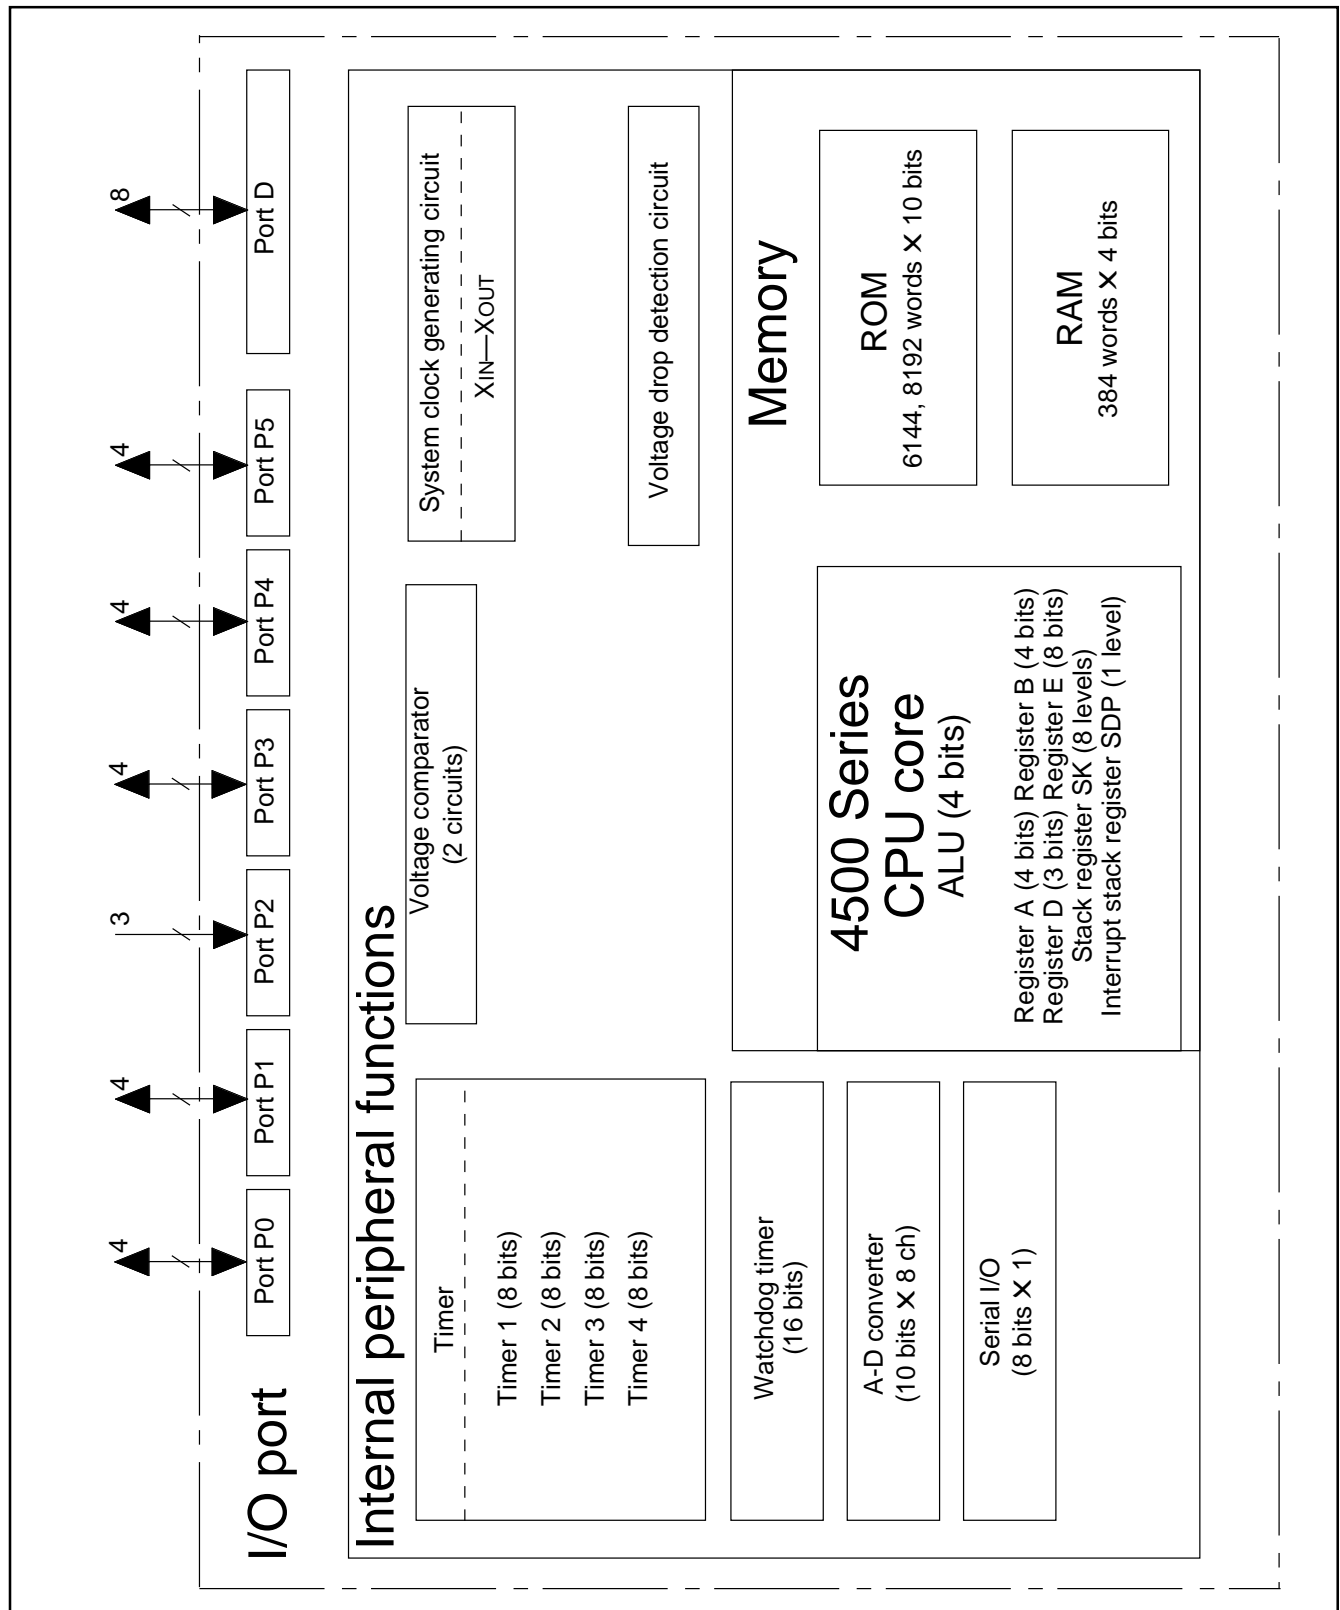 4
4
3
4
4
4
8
I/O port
Port P0
Port P1
Port P2
Port P3
Port P4
Port P5
Port D
Internal peripheral functions
Timer
Timer 1 (8 bits)
Timer 2 (8 bits)
Timer 3 (8 bits)
Timer 4 (8 bits)
Watchdog timer
(16 bits)
A-D converter
(10 bits ✕ 8 ch)
Serial I/O
(8 bits ✕ 1)
Voltage comparator
(2 circuits)
System clock generating circuit
XIN—XOUT
Voltage drop detection circuit
4500 Series
CPU core
ALU (4 bits)
Register A (4 bits) Register B (4 bits)
Register D (3 bits) Register E (8 bits)
Stack register SK (8 levels)
Interrupt stack register SDP (1 level)
Memory
ROM
6144, 8192 words ✕ 10 bits
RAM
384 words ✕ 4 bits